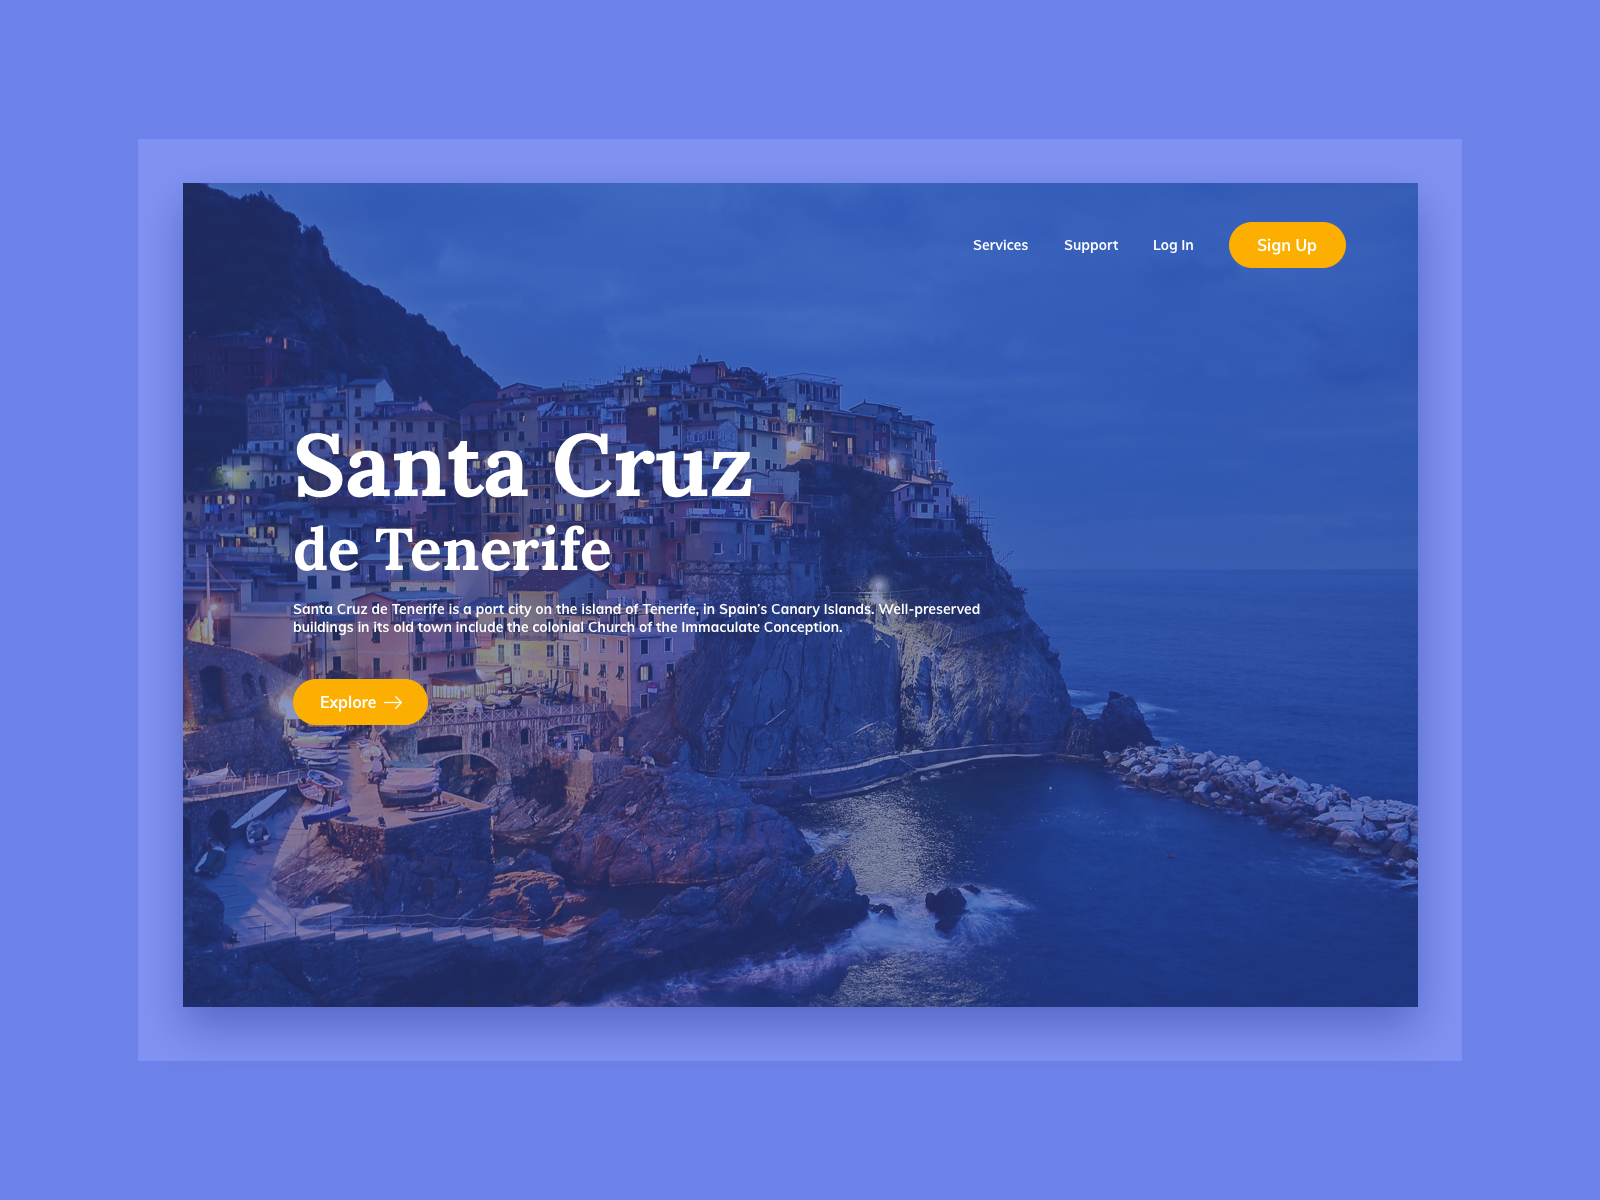 Services Support Log In Sign Up
Santa Cruz
de Tenerife
Santa Cruz de Tenerife is a port city on the island of Tenerife, in Spain's Canary Islands. Well-preserved
buildings in its old town include the colonial Church of the Immaculate Conception.
Explore